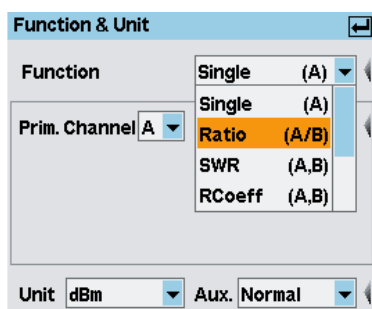 Function & Unit
Function Single (A)
Single (A)
Prim. Channel A
Ratio (A/B)
SWR (A,B)
RCoeff (A,B)
Unit dBm Aux. Normal